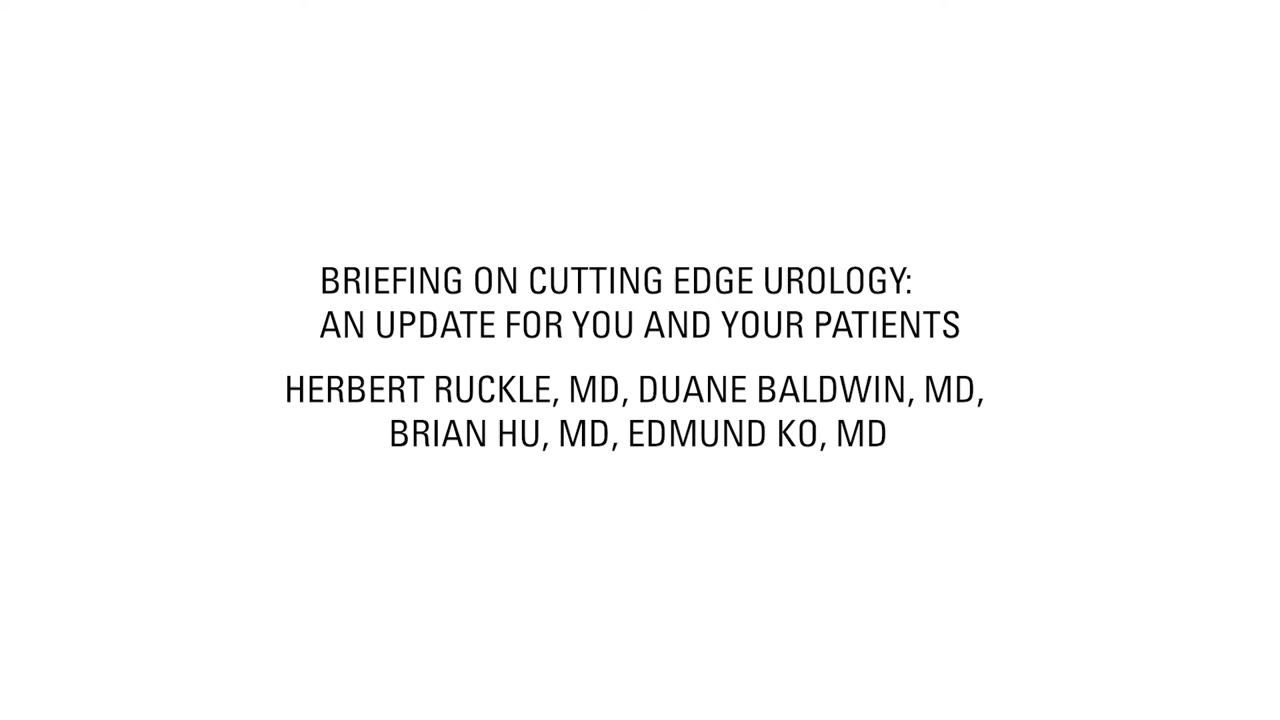 BRIEFING ON CUTTING EDGE UROLOGY:
AN UPDATE FOR YOU AND YOUR PATIENTS
HERBERT RUCKLE, MD, DUANE BALDWIN, MD,
BRIAN HU, MD, EDMUND KO, MD